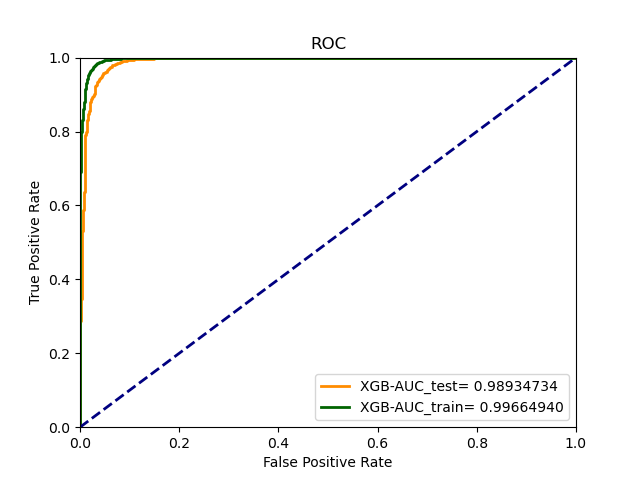 ROC
True Positive Rate
1.0
0.8
0.6
0.4
0.2
0.0
XGB-AUC_test= 0.98934734
XGB-AUC_train= 0.99664940
0.0 0.2 0.4 0.6 0.8 1.0
False Positive Rate